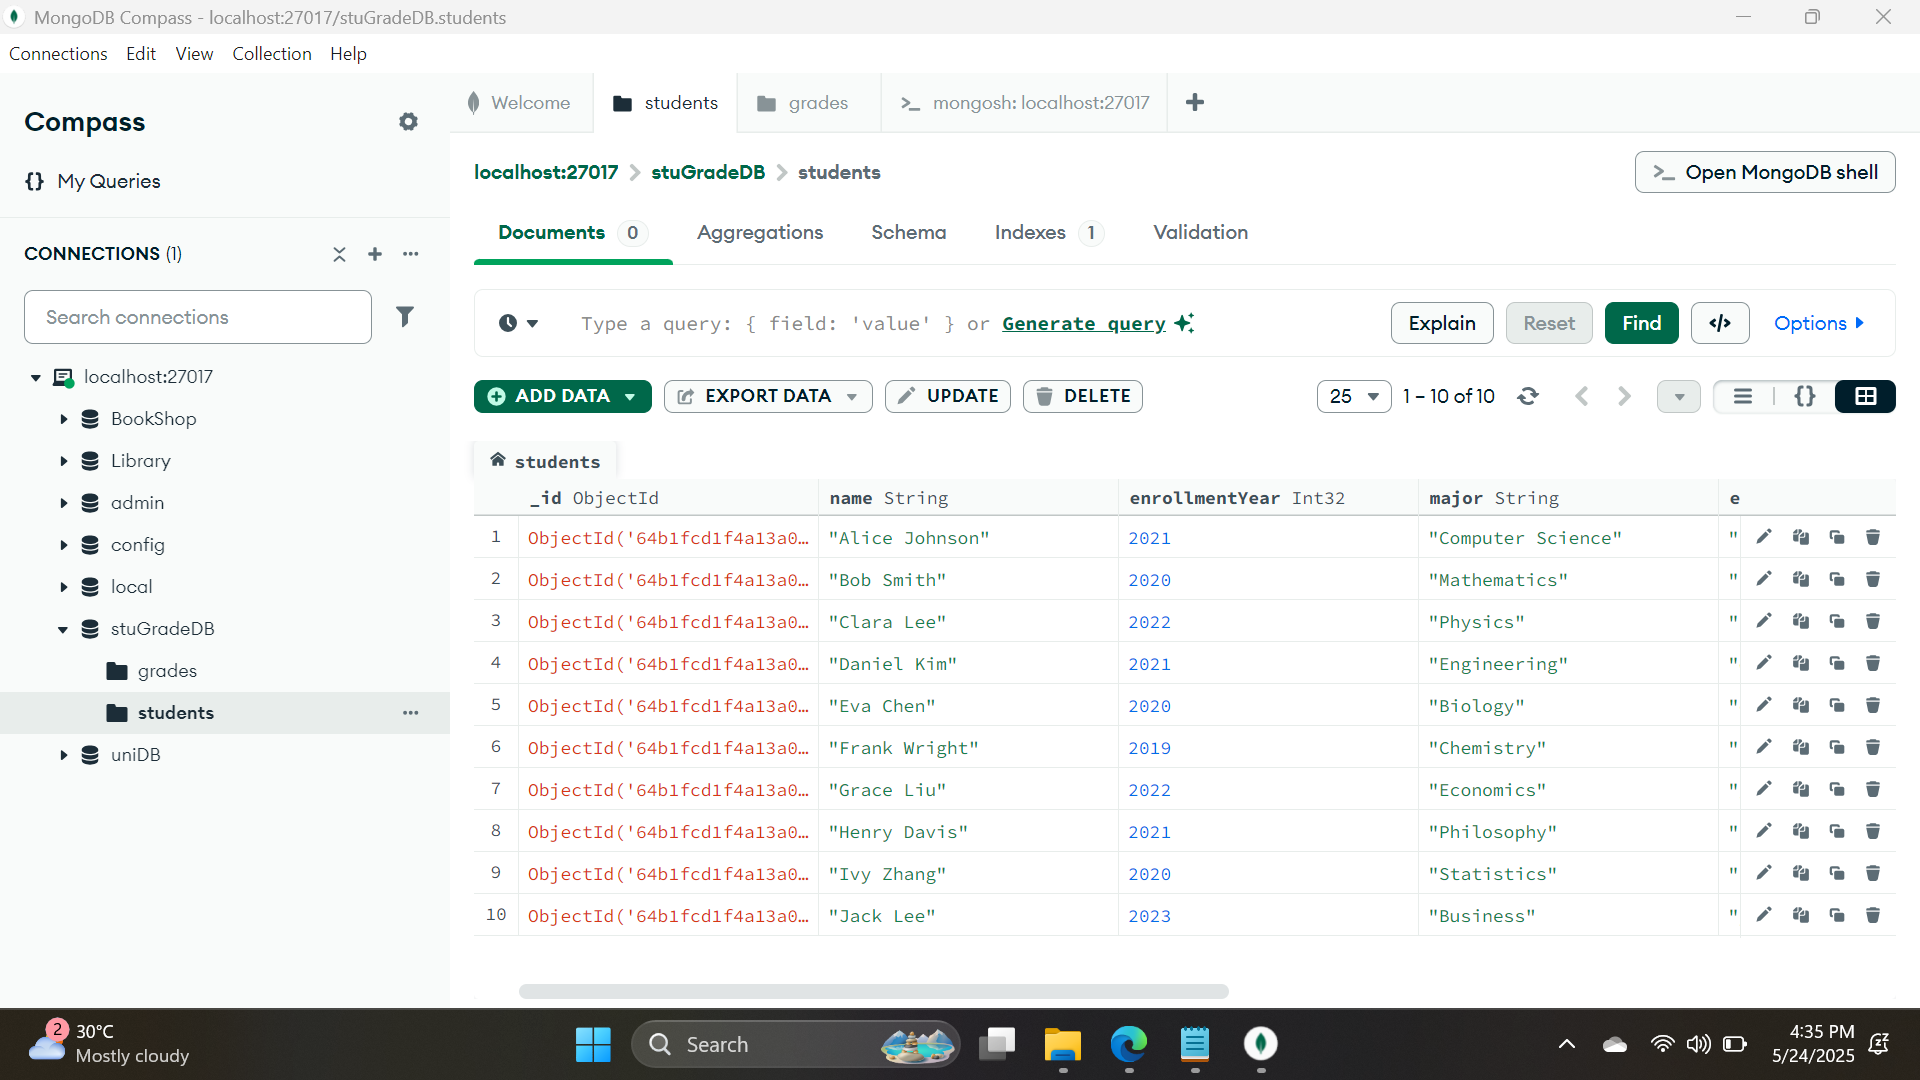 MongoDB Compass - localhost:27017/stuGradeDB.students
Connections Edit View Collection Help
Compass
{} My Queries
CONNECTIONS (1)
Search connections
localhost:27017
BookShop
Library
admin
config
local
stuGradeDB
grades
students
uniDB
Welcome students grades >_ mongosh: localhost:27017 +
localhost:27017 > stuGradeDB > students
>_ Open MongoDB shell
Documents 0 Aggregations Schema Indexes 1 Validation
Type a query: { field: 'value' } or Generate query
Explain Reset Find </> Options
ADD DATA EXPORT DATA UPDATE DELETE
25 1 – 10 of 10 {}
students
_id ObjectId name String enrollmentYear Int32 major String e
1 ObjectId('64b1fcd1f4a13a0… "Alice Johnson" 2021 "Computer Science" "
2 ObjectId('64b1fcd1f4a13a0… "Bob Smith" 2020 "Mathematics" "
3 ObjectId('64b1fcd1f4a13a0… "Clara Lee" 2022 "Physics" "
4 ObjectId('64b1fcd1f4a13a0… "Daniel Kim" 2021 "Engineering" "
5 ObjectId('64b1fcd1f4a13a0… "Eva Chen" 2020 "Biology" "
6 ObjectId('64b1fcd1f4a13a0… "Frank Wright" 2019 "Chemistry" "
7 ObjectId('64b1fcd1f4a13a0… "Grace Liu" 2022 "Economics" "
8 ObjectId('64b1fcd1f4a13a0… "Henry Davis" 2021 "Philosophy" "
9 ObjectId('64b1fcd1f4a13a0… "Ivy Zhang" 2020 "Statistics" "
10 ObjectId('64b1fcd1f4a13a0… "Jack Lee" 2023 "Business" "
2
30°C
Mostly cloudy
Search
4:35 PM
5/24/2025